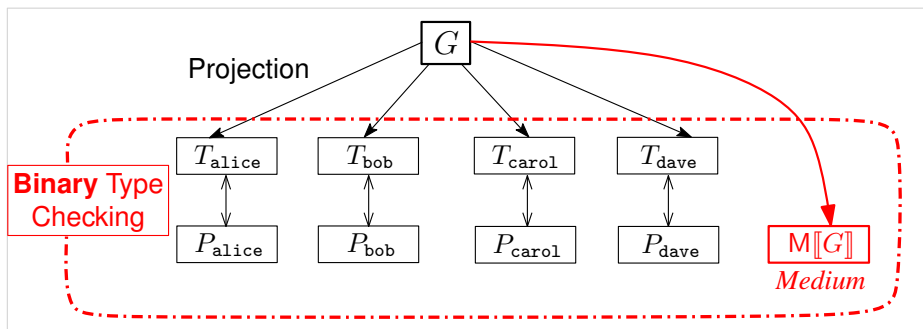 G
Projection
T_alice T_bob T_carol T_dave
Binary Type
Checking
P_alice P_bob P_carol P_dave M⟦G⟧
Medium